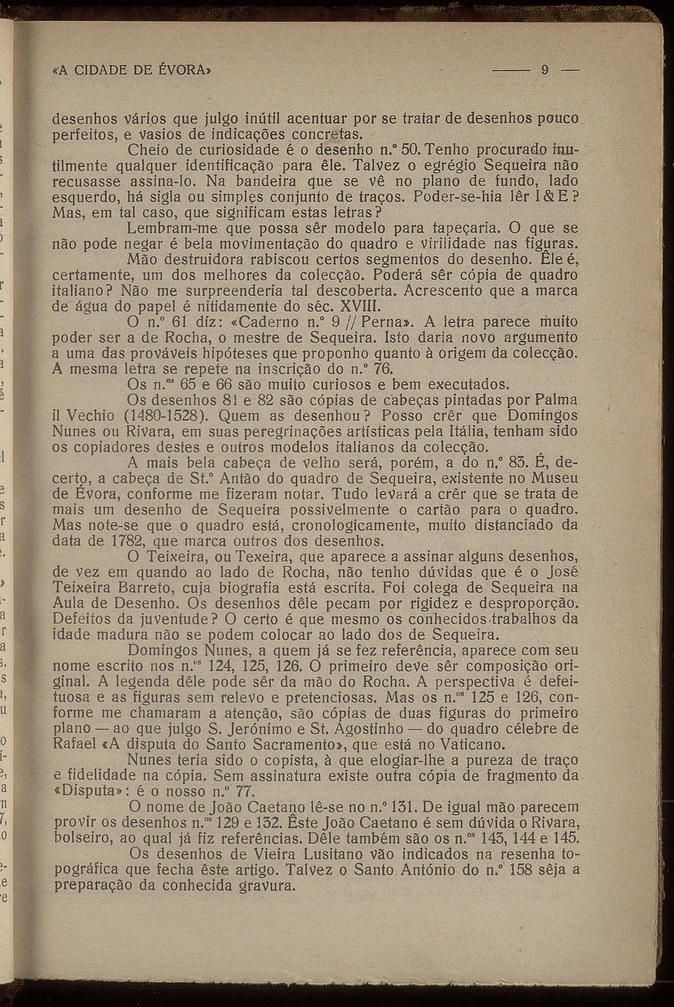 «A CIDADE DE ÉVORA» —— 9 —
desenhos vários que julgo inútil acentuar por se tratar de desenhos pouco
perfeitos, e vasios de indicações concretas.
Cheio de curiosidade é o desenho n.º 50. Tenho procurado inu-
tilmente qualquer identificação para êle. Talvez o egrégio Sequeira não
recusasse assina-lo. Na bandeira que se vê no plano de fundo, lado
esquerdo, há sigla ou simples conjunto de traços. Poder-se-hia lêr I & E ?
Mas, em tal caso, que significam estas letras ?
Lembram-me que possa sêr modelo para tapeçaria. O que se
não pode negar é bela movimentação do quadro e virilidade nas figuras.
Mão destruidora rabiscou certos segmentos do desenho. Êle é,
certamente, um dos melhores da colecção. Poderá sêr cópia de quadro
italiano ? Não me surpreenderia tal descoberta. Acrescento que a marca
de água do papel é nitidamente do séc. XVIII.
O n.º 61 díz: «Caderno n.º 9 // Perna». A letra parece muito
poder ser a de Rocha, o mestre de Sequeira. Isto daria novo argumento
a uma das prováveis hipóteses que proponho quanto à origem da colecção.
A mesma letra se repete na inscrição do n.º 76.
Os n.ºs 65 e 66 são muito curiosos e bem executados.
Os desenhos 81 e 82 são cópias de cabeças pintadas por Palma
il Vechio (1480-1528). Quem as desenhou ? Posso crêr que Domingos
Nunes ou Rivara, em suas peregrinações artísticas pela Itália, tenham sido
os copiadores destes e outros modelos italianos da colecção.
A mais bela cabeça de velho será, porém, a do n.º 83. É, de-
certo, a cabeça de St.º Antão do quadro de Sequeira, existente no Museu
de Évora, conforme me fizeram notar. Tudo levará a crêr que se trata de
mais um desenho de Sequeira possivelmente o cartão para o quadro.
Mas note-se que o quadro está, cronologicamente, muito distanciado da
data de 1782, que marca outros dos desenhos.
O Teixeira, ou Texeira, que aparece a assinar alguns desenhos,
de vez em quando ao lado de Rocha, não tenho dúvidas que é o José
Teixeira Barreto, cuja biografia está escrita. Foi colega de Sequeira na
Aula de Desenho. Os desenhos dêle pecam por rigidez e desproporção.
Defeitos da juventude ? O certo é que mesmo os conhecidos trabalhos da
idade madura não se podem colocar ao lado dos de Sequeira.
Domingos Nunes, a quem já se fez referência, aparece com seu
nome escrito nos n.ºs 124, 125, 126. O primeiro deve sêr composição ori-
ginal. A legenda dêle pode sêr da mão do Rocha. A perspectiva é defei-
tuosa e as figuras sem relevo e pretenciosas. Mas os n.ºs 125 e 126, con-
forme me chamaram a atenção, são cópias de duas figuras do primeiro
plano — ao que julgo S. Jerónimo e St. Agostinho — do quadro célebre de
Rafael «A disputa do Santo Sacramento», que está no Vaticano.
Nunes teria sido o copista, à que elogiar-lhe a pureza de traço
e fidelidade na cópia. Sem assinatura existe outra cópia de fragmento da
«Disputa»: é o nosso n.º 77.
O nome de João Caetano lê-se no n.º 131. De igual mão parecem
provir os desenhos n.ºs 129 e 132. Êste João Caetano é sem dúvida o Rivara,
bolseiro, ao qual já fiz referências. Dêle também são os n.ºs 143, 144 e 145.
Os desenhos de Vieira Lusitano vão indicados na resenha to-
pográfica que fecha êste artigo. Talvez o Santo António do n.º 158 sêja a
preparação da conhecida gravura.